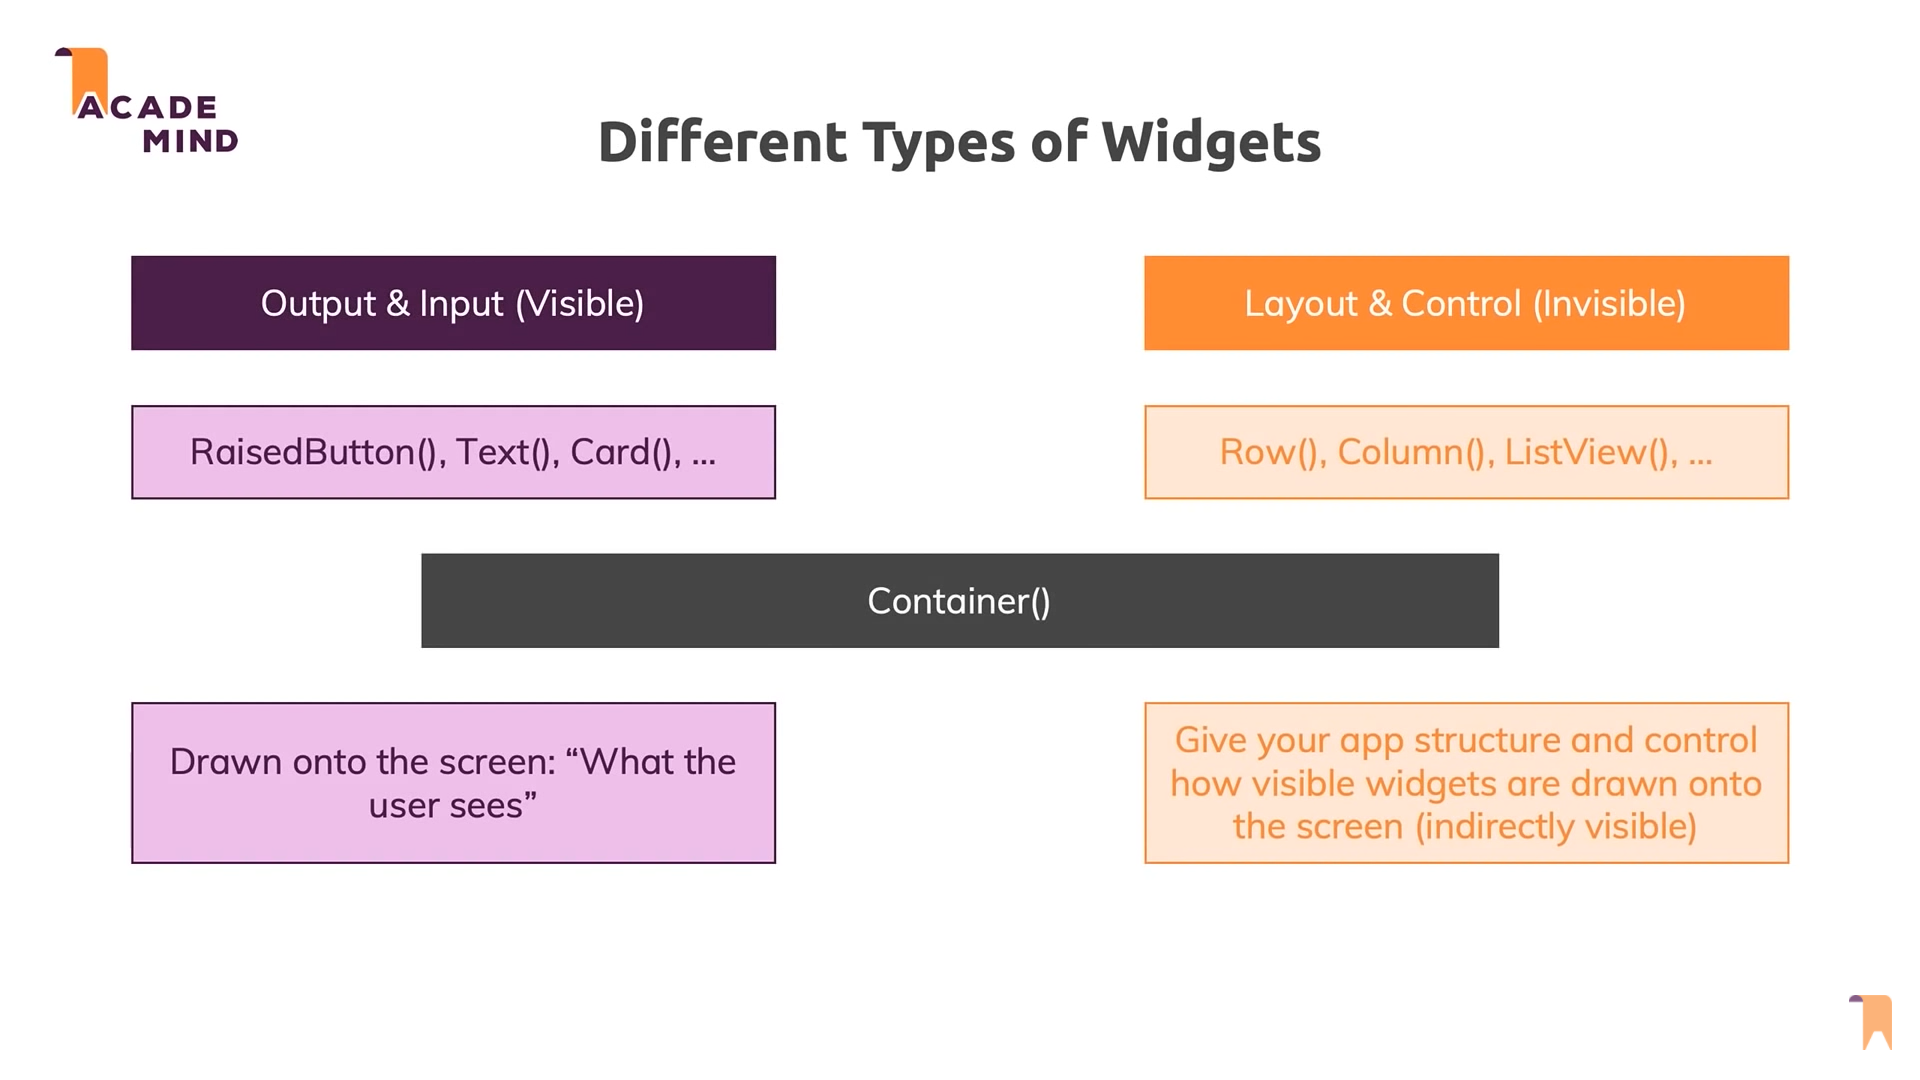 ACADE
MIND
Different Types of Widgets
Output & Input (Visible)
Layout & Control (Invisible)
RaisedButton(), Text(), Card(), ...
Row(), Column(), ListView(), ...
Container()
Drawn onto the screen: “What the
user sees”
Give your app structure and control
how visible widgets are drawn onto
the screen (indirectly visible)